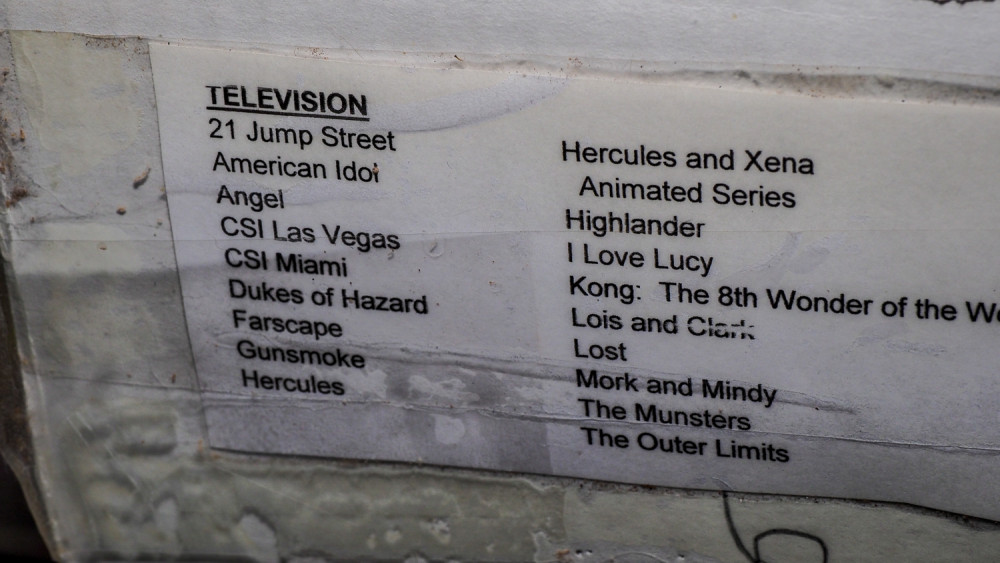 TELEVISION
21 Jump Street
American Idol
Angel
CSI Las Vegas
CSI Miami
Dukes of Hazard
Farscape
Gunsmoke
Hercules
Hercules and Xena
Animated Series
Highlander
I Love Lucy
Kong: The 8th Wonder of the
Lois and Clark
Lost
Mork and Mindy
The Munsters
The Outer Limits